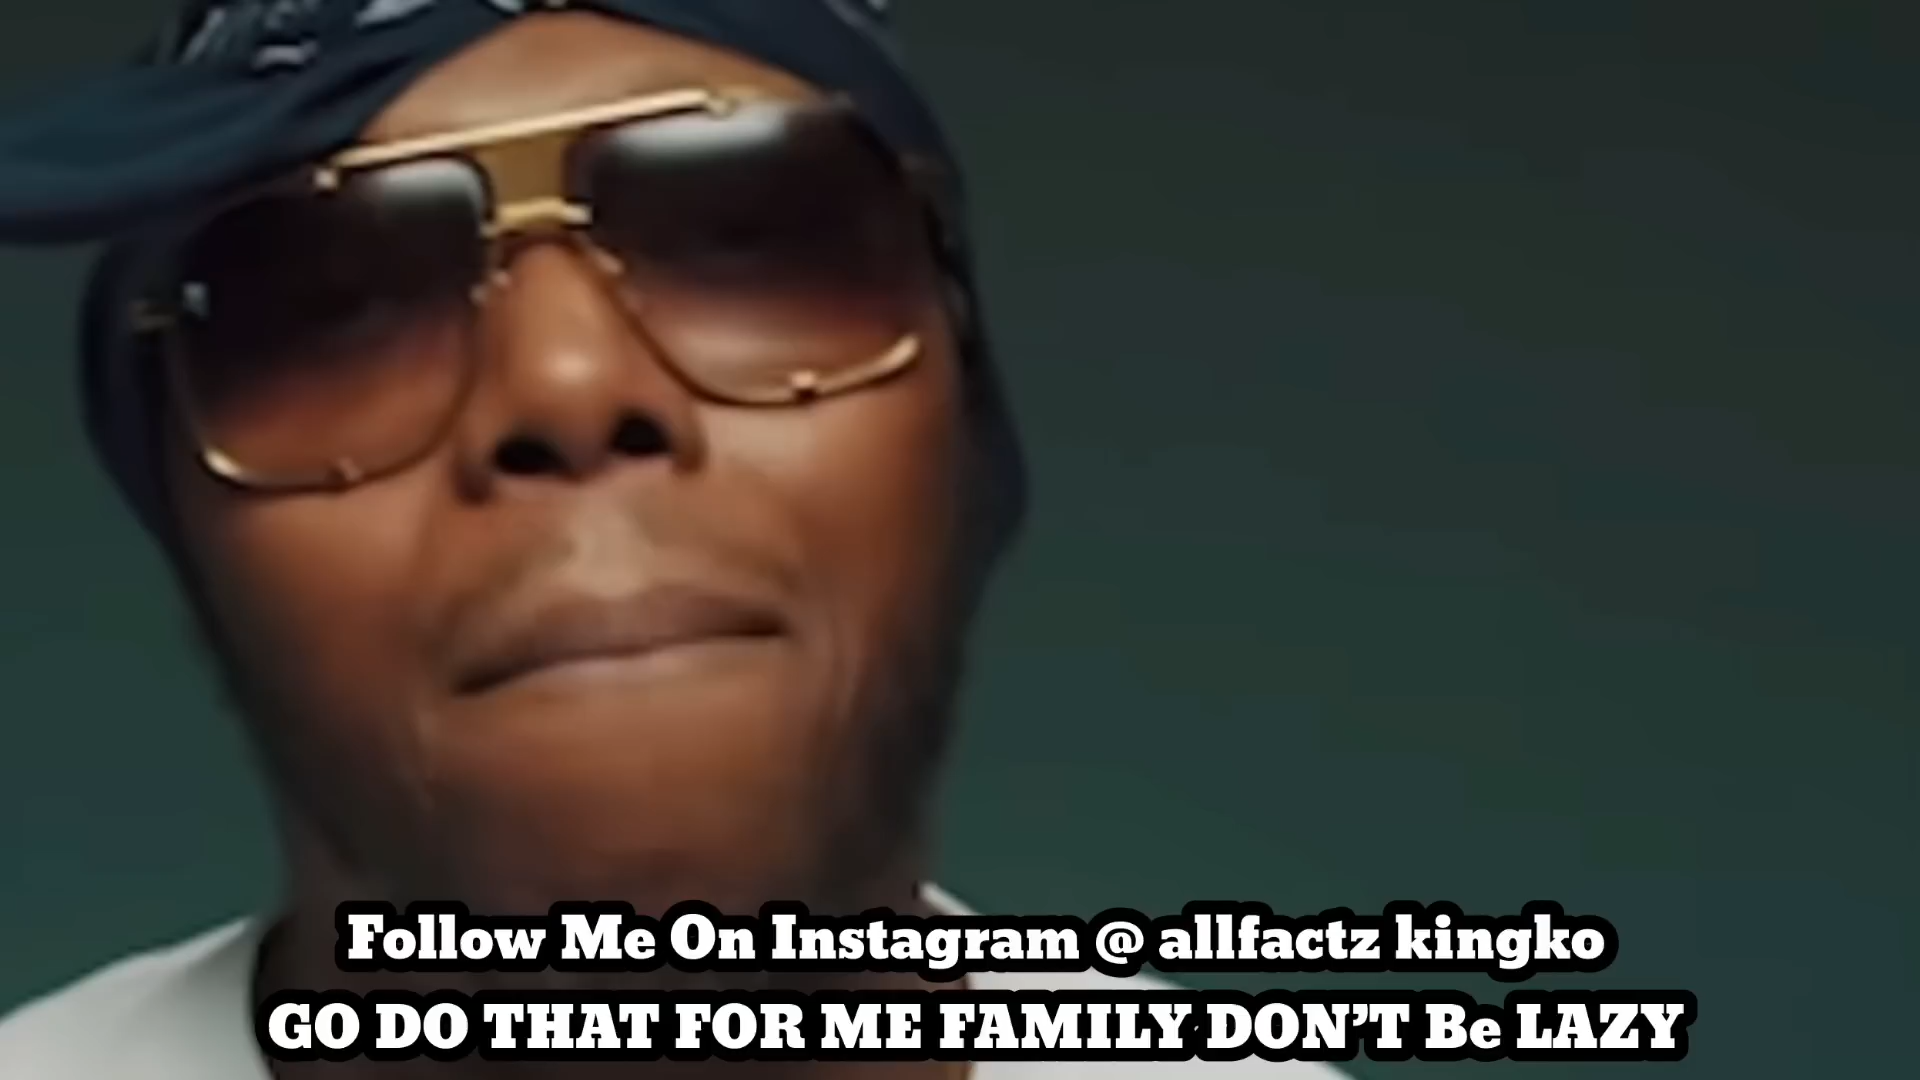 Follow Me On Instagram @ allfactz kingko
GO DO THAT FOR ME FAMILY DON’T Be LAZY